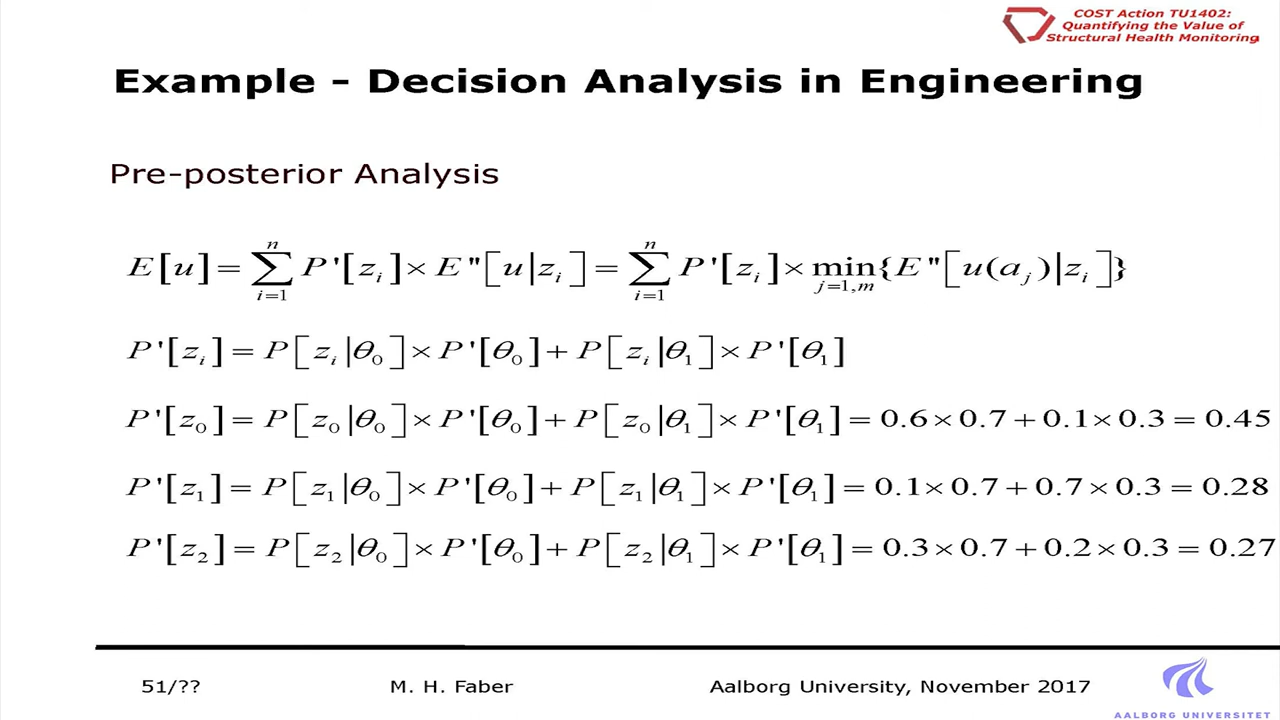 COST Action TU1402:
Quantifying the Value of
Structural Health Monitoring
Example - Decision Analysis in Engineering
Pre-posterior Analysis
E[u] = ∑_{i=1}^{n} P'[z_i] × E"[u|z_i] = ∑_{i=1}^{n} P'[z_i] × min_{j=1,m}{E"[u(a_j)|z_i]}
P'[z_i] = P[z_i|θ_0] × P'[θ_0] + P[z_i|θ_1] × P'[θ_1]
P'[z_0] = P[z_0|θ_0] × P'[θ_0] + P[z_0|θ_1] × P'[θ_1] = 0.6 × 0.7 + 0.1 × 0.3 = 0.45
P'[z_1] = P[z_1|θ_0] × P'[θ_0] + P[z_1|θ_1] × P'[θ_1] = 0.1 × 0.7 + 0.7 × 0.3 = 0.28
P'[z_2] = P[z_2|θ_0] × P'[θ_0] + P[z_2|θ_1] × P'[θ_1] = 0.3 × 0.7 + 0.2 × 0.3 = 0.27
51/?? M. H. Faber Aalborg University, November 2017
AALBORG UNIVERSITET